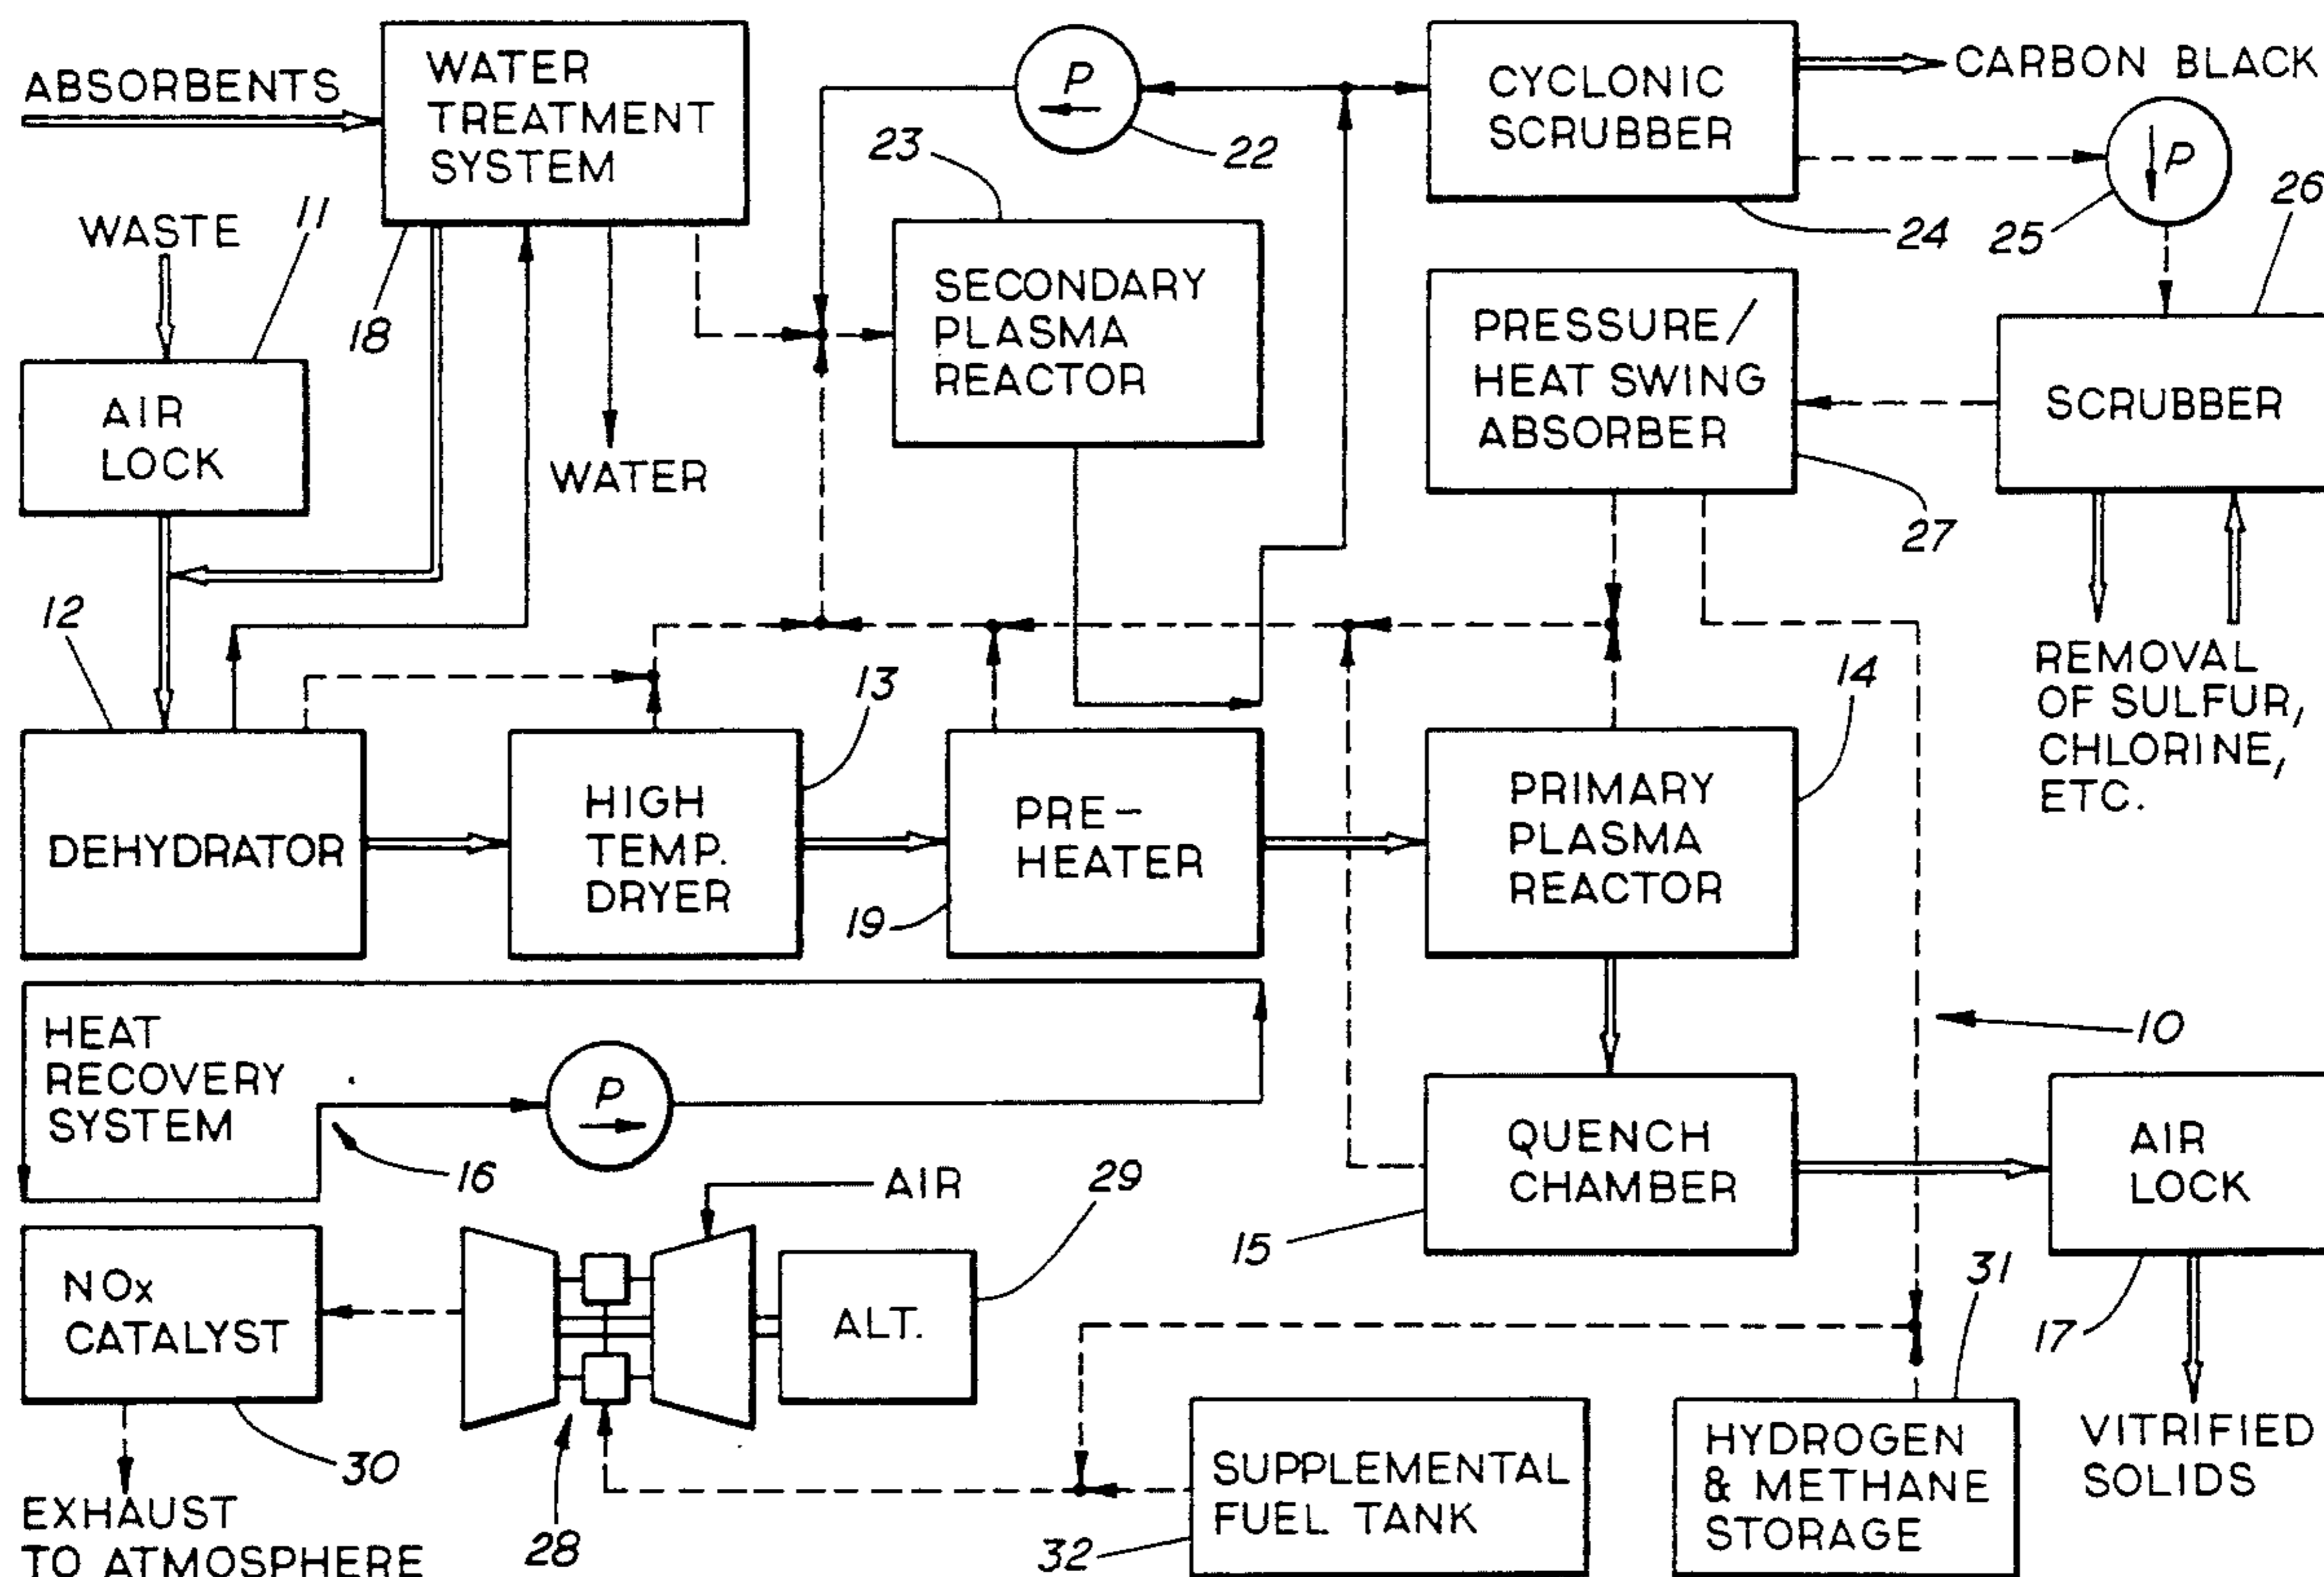 ABSORBENTS
WATER
TREATMENT
SYSTEM
18
WASTE
11
AIR
LOCK
WATER
P
22
23
SECONDARY
PLASMA
REACTOR
CYCLONIC
SCRUBBER
24
CARBON BLACK
P
25
26
PRESSURE/
HEAT SWING
ABSORBER
27
SCRUBBER
REMOVAL
OF SULFUR,
CHLORINE,
ETC.
12
DEHYDRATOR
13
HIGH
TEMP.
DRYER
19
PRE-
HEATER
14
PRIMARY
PLASMA
REACTOR
10
HEAT
RECOVERY
SYSTEM
16
P
QUENCH
CHAMBER
15
AIR
LOCK
17
VITRIFIED
SOLIDS
NOx
CATALYST
30
EXHAUST
TO ATMOSPHERE
AIR
28
29
ALT.
SUPPLEMENTAL
FUEL TANK
32
31
HYDROGEN
& METHANE
STORAGE